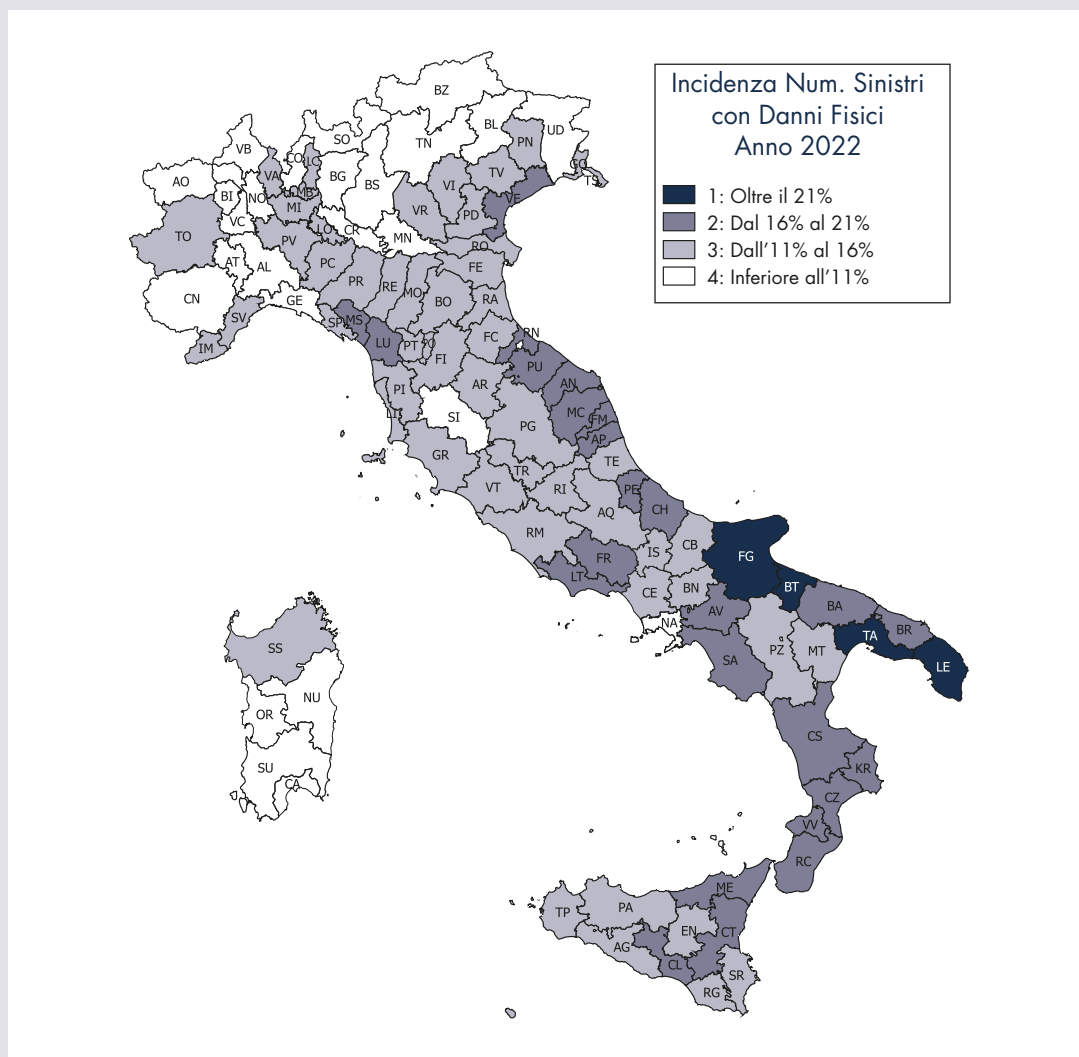 Incidenza Num. Sinistri
con Danni Fisici
Anno 2022
1: Oltre il 21%
2: Dal 16% al 21%
3: Dall'11% al 16%
4: Inferiore all'11%
BZ
BL
UD
SO
TN
PN
VB
CO
LC
GO
TS
AO
VA
BG
BS
VI
TV
BI
NO
MB
MI
VR
PD
VE
VC
TO
LO
CR
MN
PV
RO
AT
AL
PC
FE
PR
RE
MO
BO
RA
CN
GE
SV
SP
MS
IM
LU
PT
PO
FI
FC
RN
PU
PI
AR
AN
LI
SI
MC
FM
PG
AP
GR
TE
TR
VT
RI
PE
AQ
CH
RM
IS
CB
FG
FR
LT
CE
BN
BT
AV
BA
NA
BR
TA
SS
SA
PZ
MT
LE
NU
OR
CS
SU
CA
KR
CZ
VV
RC
ME
TP
PA
EN
CT
AG
CL
SR
RG